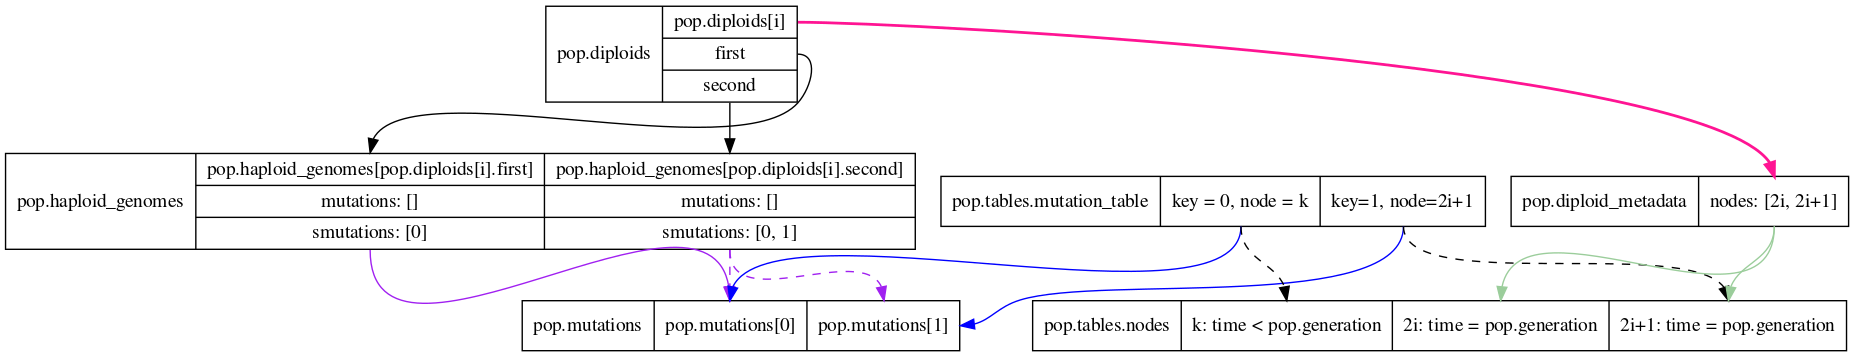 pop.diploids
pop.diploids[i]
first
second
pop.haploid_genomes
pop.haploid_genomes[pop.diploids[i].first]
mutations: []
smutations: [0]
pop.haploid_genomes[pop.diploids[i].second]
mutations: []
smutations: [0, 1]
pop.tables.mutation_table
key = 0, node = k
key=1, node=2i+1
pop.diploid_metadata
nodes: [2i, 2i+1]
pop.mutations
pop.mutations[0]
pop.mutations[1]
pop.tables.nodes
k: time < pop.generation
2i: time = pop.generation
2i+1: time = pop.generation